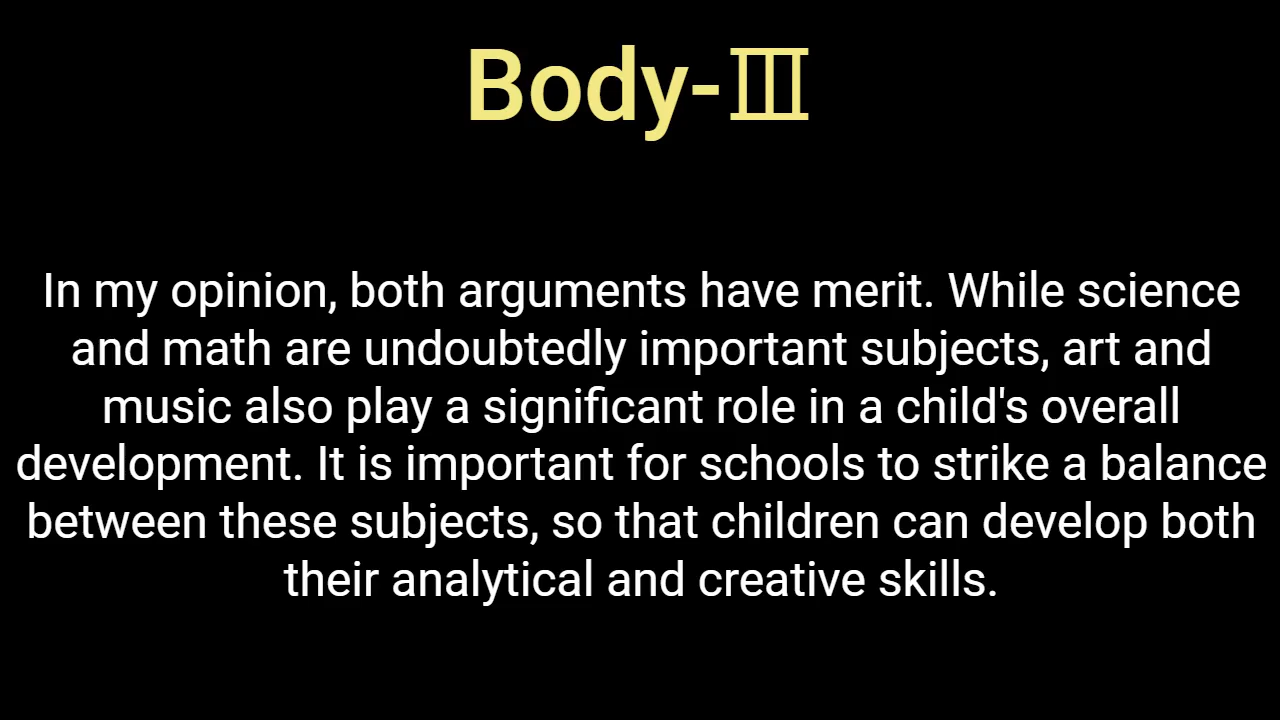 Body-Ⅲ
In my opinion, both arguments have merit. While science
and math are undoubtedly important subjects, art and
music also play a significant role in a child's overall
development. It is important for schools to strike a balance
between these subjects, so that children can develop both
their analytical and creative skills.